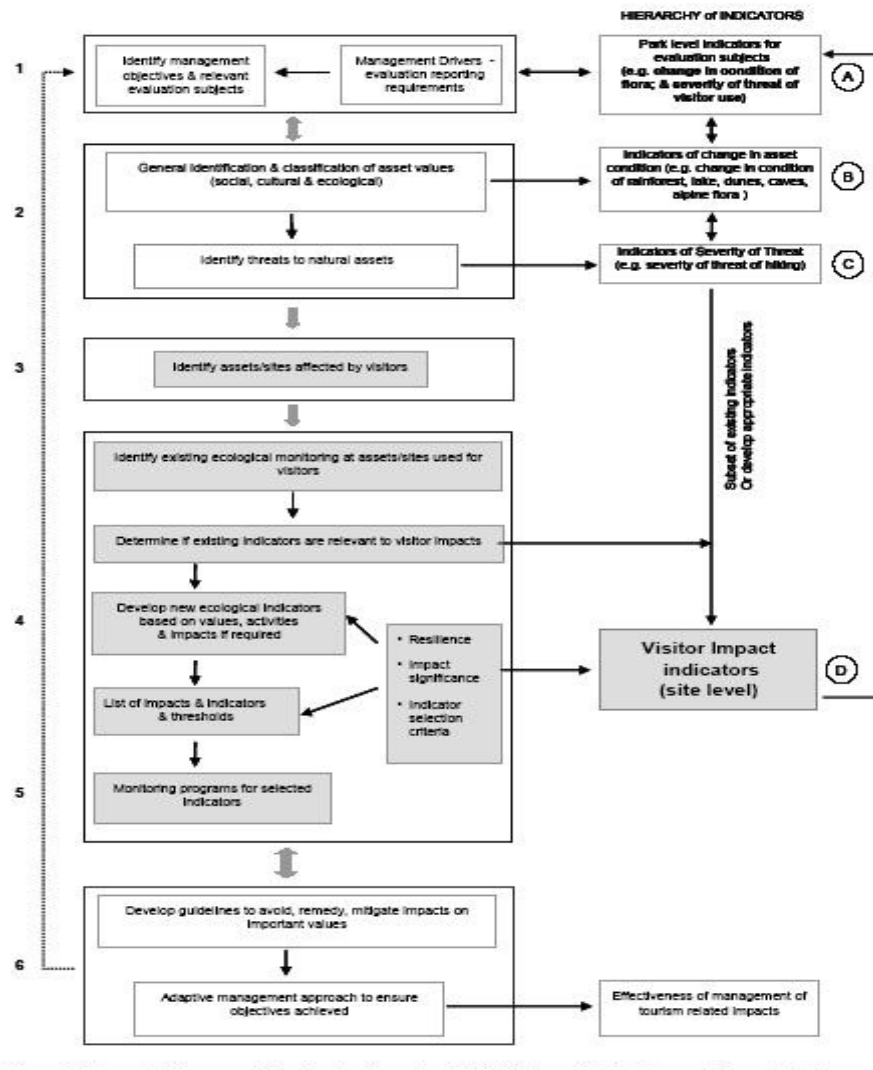 HIERARCHY of INDICATORS
1
Identify management
objectives & relevant
evaluation subjects
Management Drivers -
evaluation reporting
requirements
Park level indicators for
evaluation subjects
(e.g. change in condition of
flora; & severity of threat of
visitor use)
A
2
General identification & classification of asset values
(social, cultural & ecological)
Indicators of change in asset
condition (e.g. change in condition
of rainforest, lake, dunes, caves,
alpine flora )
B
Identify threats to natural assets
Indicators of Severity of Threat
(e.g. severity of threat of hiking)
C
3
Identify assets/sites affected by visitors
Subset of existing indicators
Or develop appropriate indicators
4
Identify existing ecological monitoring at assets/sites used for
visitors
Determine if existing indicators are relevant to visitor impacts
Develop new ecological indicators
based on values, activities
& impacts if required
• Resilience
• Impact
significance
• Indicator
selection
criteria
Visitor Impact
indicators
(site level)
D
List of impacts & indicators
& thresholds
5
Monitoring programs for selected
indicators
6
Develop guidelines to avoid, remedy, mitigate impacts on
important values
Adaptive management approach to ensure
objectives achieved
Effectiveness of management of
tourism related impacts